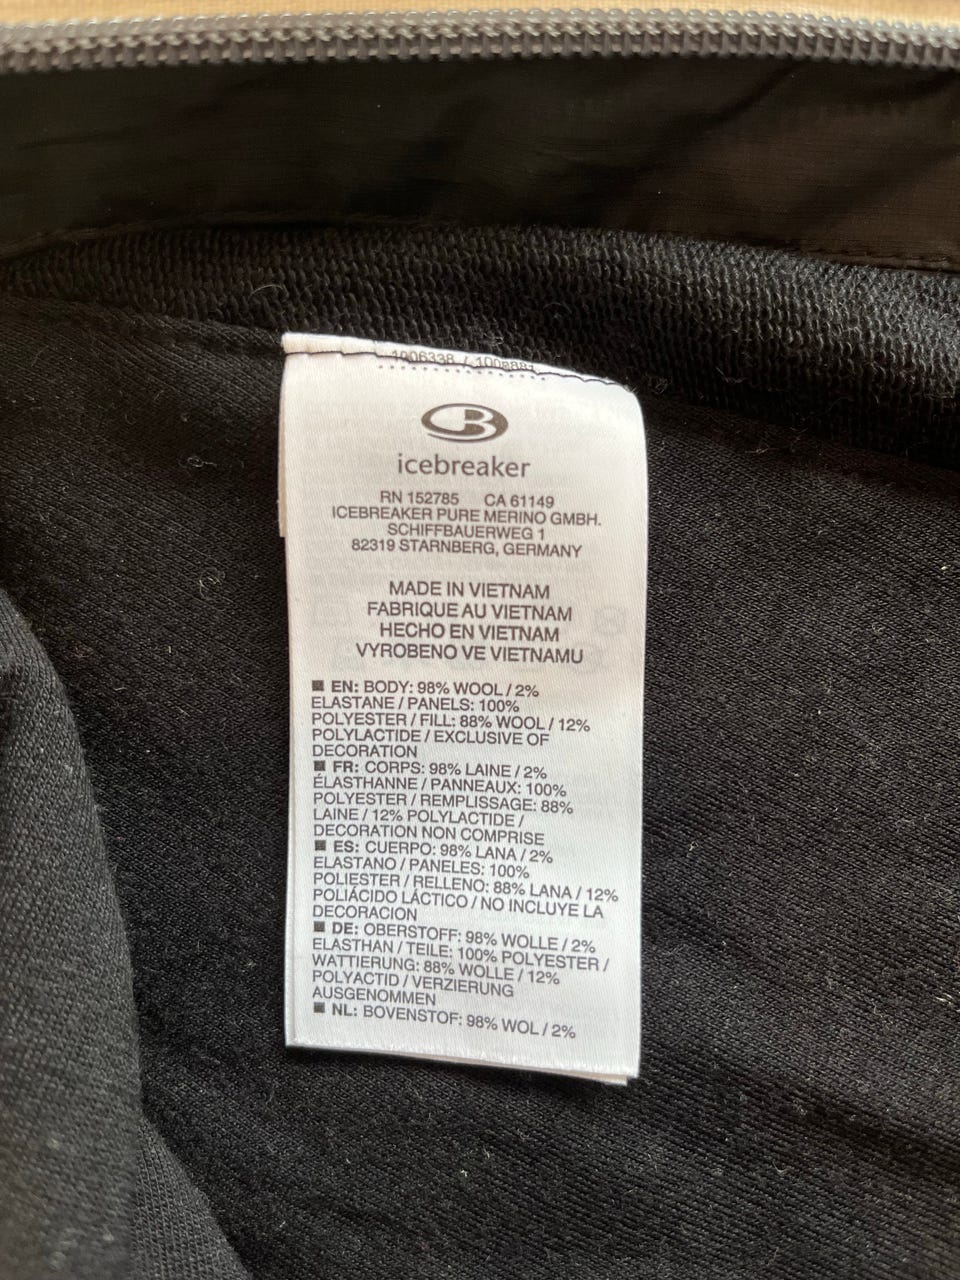 1006338 /
icebreaker
RN 152785 CA 61149
ICEBREAKER PURE MERINO GMBH.
SCHIFFBAUERWEG 1
82319 STARNBERG, GERMANY
MADE IN VIETNAM
FABRIQUE AU VIETNAM
HECHO EN VIETNAM
VYROBENO VE VIETNAMU
EN: BODY: 98% WOOL / 2%
ELASTANE / PANELS: 100%
POLYESTER / FILL: 88% WOOL / 12%
POLYLACTIDE / EXCLUSIVE OF
DECORATION
FR: CORPS: 98% LAINE / 2%
ÉLASTHANNE / PANNEAUX: 100%
POLYESTER / REMPLISSAGE: 88%
LAINE / 12% POLYLACTIDE /
DECORATION NON COMPRISE
ES: CUERPO: 98% LANA / 2%
ELASTANO / PANELES: 100%
POLIESTER / RELLENO: 88% LANA / 12%
POLIÁCIDO LÁCTICO / NO INCLUYE LA
DECORACION
DE: OBERSTOFF: 98% WOLLE / 2%
ELASTHAN / TEILE: 100% POLYESTER /
WATTIERUNG: 88% WOLLE / 12%
POLYACTID / VERZIERUNG
AUSGENOMMEN
NL: BOVENSTOF: 98% WOL / 2%